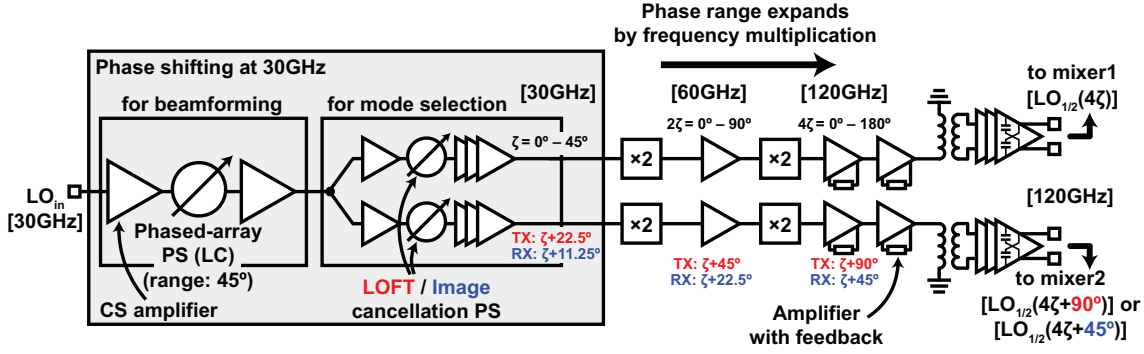 Phase range expands
by frequency multiplication
Phase shifting at 30GHz
for beamforming
for mode selection
[30GHz]
[60GHz]
[120GHz]
to mixer1
[LO1/2(4ζ)]
ζ = 0º – 45º
2ζ = 0º – 90º
4ζ = 0º – 180º
×2
×2
LOin
[30GHz]
Phased-array
PS (LC)
(range: 45º)
CS amplifier
LOFT / Image
cancellation PS
TX: ζ+22.5º
RX: ζ+11.25º
×2
×2
TX: ζ+45º
RX: ζ+22.5º
TX: ζ+90º
RX: ζ+45º
Amplifier
with feedback
[120GHz]
to mixer2
[LO1/2(4ζ+90º)] or
[LO1/2(4ζ+45º)]